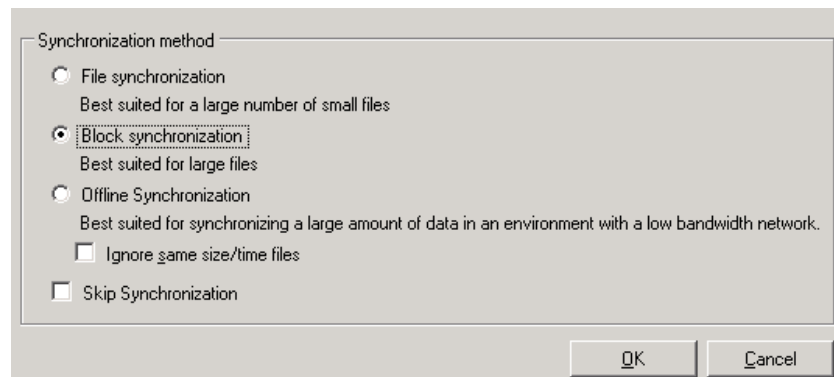 Synchronization method
File synchronization
Best suited for a large number of small files
Block synchronization
Best suited for large files
Offline Synchronization
Best suited for synchronizing a large amount of data in an environment with a low bandwidth network.
Ignore same size/time files
Skip Synchronization
OK Cancel